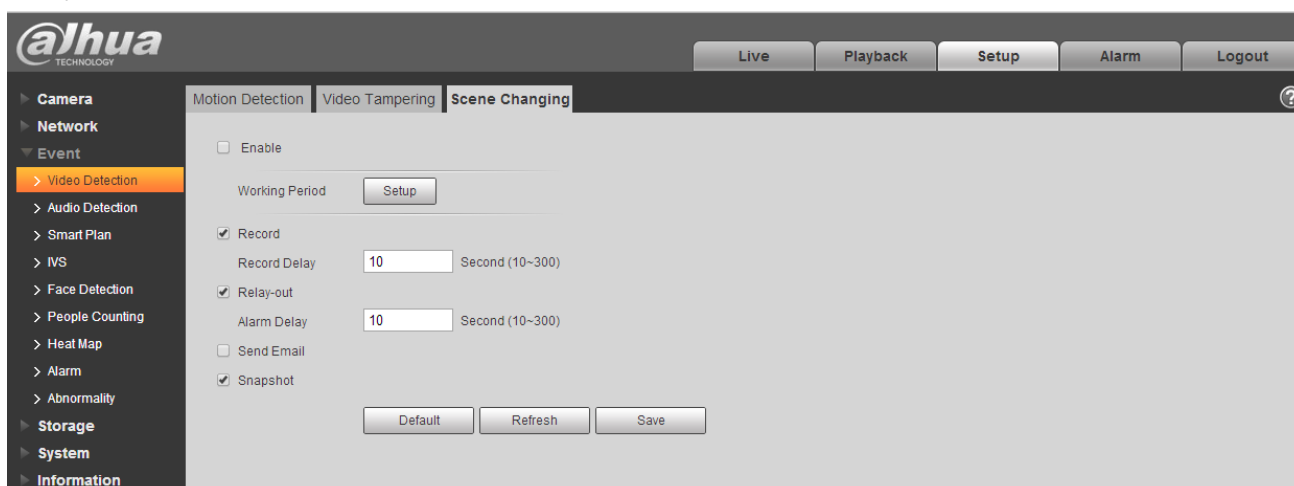 alhua
TECHNOLOGY
Live Playback Setup Alarm Logout
Camera
Network
Event
> Video Detection
> Audio Detection
> Smart Plan
> IVS
> Face Detection
> People Counting
> Heat Map
> Alarm
> Abnormality
Storage
System
Information
Motion Detection Video Tampering Scene Changing ?
Enable
Working Period Setup
Record
Record Delay 10 Second (10~300)
Relay-out
Alarm Delay 10 Second (10~300)
Send Email
Snapshot
Default Refresh Save